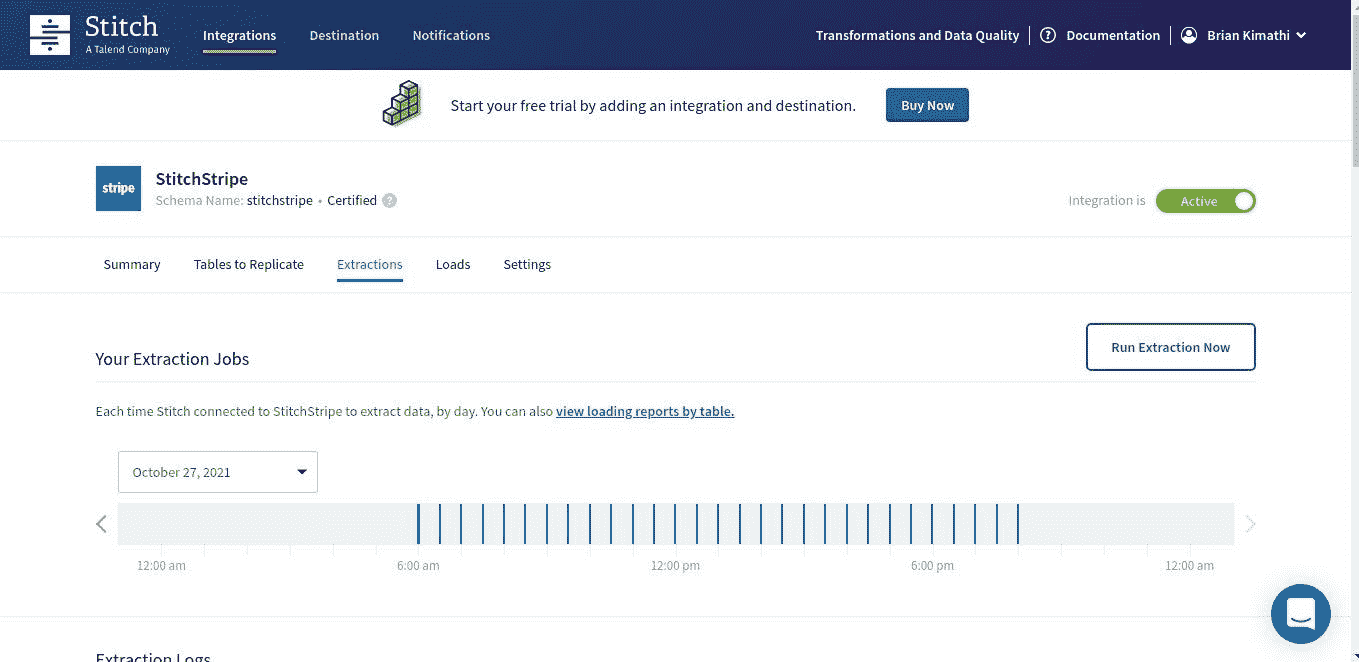 Stitch
A Talend Company
Integrations
Destination
Notifications
Transformations and Data Quality
Documentation
Brian Kimathi
Start your free trial by adding an integration and destination.
Buy Now
stripe
StitchStripe
Schema Name: stitchstripe • Certified ?
Integration is
Active
Summary
Tables to Replicate
Extractions
Loads
Settings
Your Extraction Jobs
Run Extraction Now
Each time Stitch connected to StitchStripe to extract data, by day. You can also view loading reports by table.
October 27, 2021
12:00 am
6:00 am
12:00 pm
6:00 pm
12:00 am
Extraction Logs